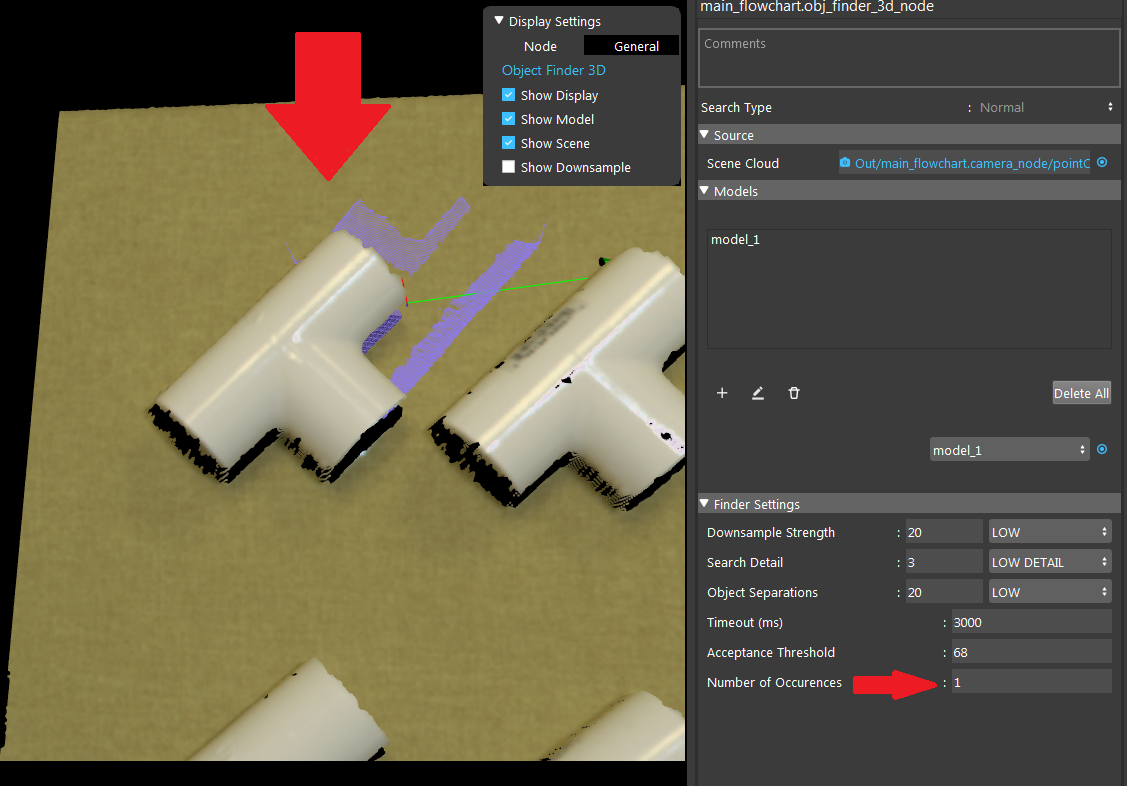 Display Settings
Node General
Object Finder 3D
Show Display
Show Model
Show Scene
Show Downsample
main_flowchart.obj_finder_3d_node
Comments
Search Type : Normal
Source
Scene Cloud Out/main_flowchart.camera_node/pointC
Models
model_1
Delete All
model_1
Finder Settings
Downsample Strength : 20 LOW
Search Detail : 3 LOW DETAIL
Object Separations : 20 LOW
Timeout (ms) : 3000
Acceptance Threshold : 68
Number of Occurences : 1